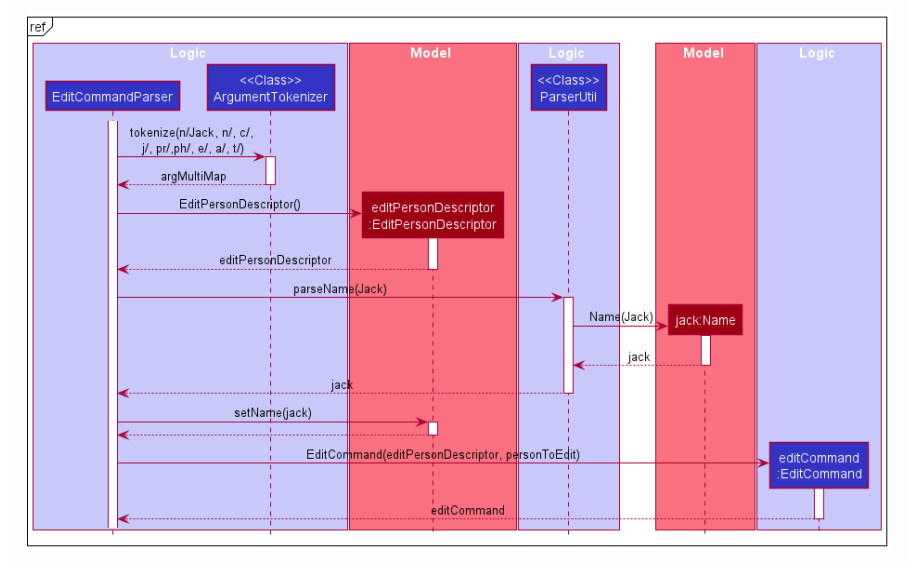 ref
Logic
Model
Logic
Model
Logic
EditCommandParser
<<Class>>
ArgumentTokenizer
<<Class>>
ParserUtil
tokenize(n/Jack, n/, c/,
j/, pr/,ph/, e/, a/, t/)
argMultiMap
EditPersonDescriptor()
editPersonDescriptor
:EditPersonDescriptor
editPersonDescriptor
parseName(Jack)
Name(Jack)
jack:Name
jack
jack
setName(jack)
EditCommand(editPersonDescriptor, personToEdit)
editCommand
:EditCommand
editCommand